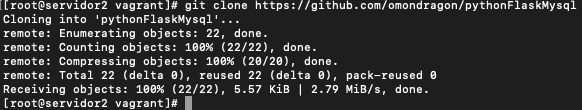 [[root@servidor2 vagrant]# git clone https://github.com/omondragon/pythonFlaskMysql
Cloning into 'pythonFlaskMysql'...
remote: Enumerating objects: 22, done.
remote: Counting objects: 100% (22/22), done.
remote: Compressing objects: 100% (20/20), done.
remote: Total 22 (delta 0), reused 22 (delta 0), pack-reused 0
Receiving objects: 100% (22/22), 5.57 KiB | 2.79 MiB/s, done.
[root@servidor2 vagrant]#